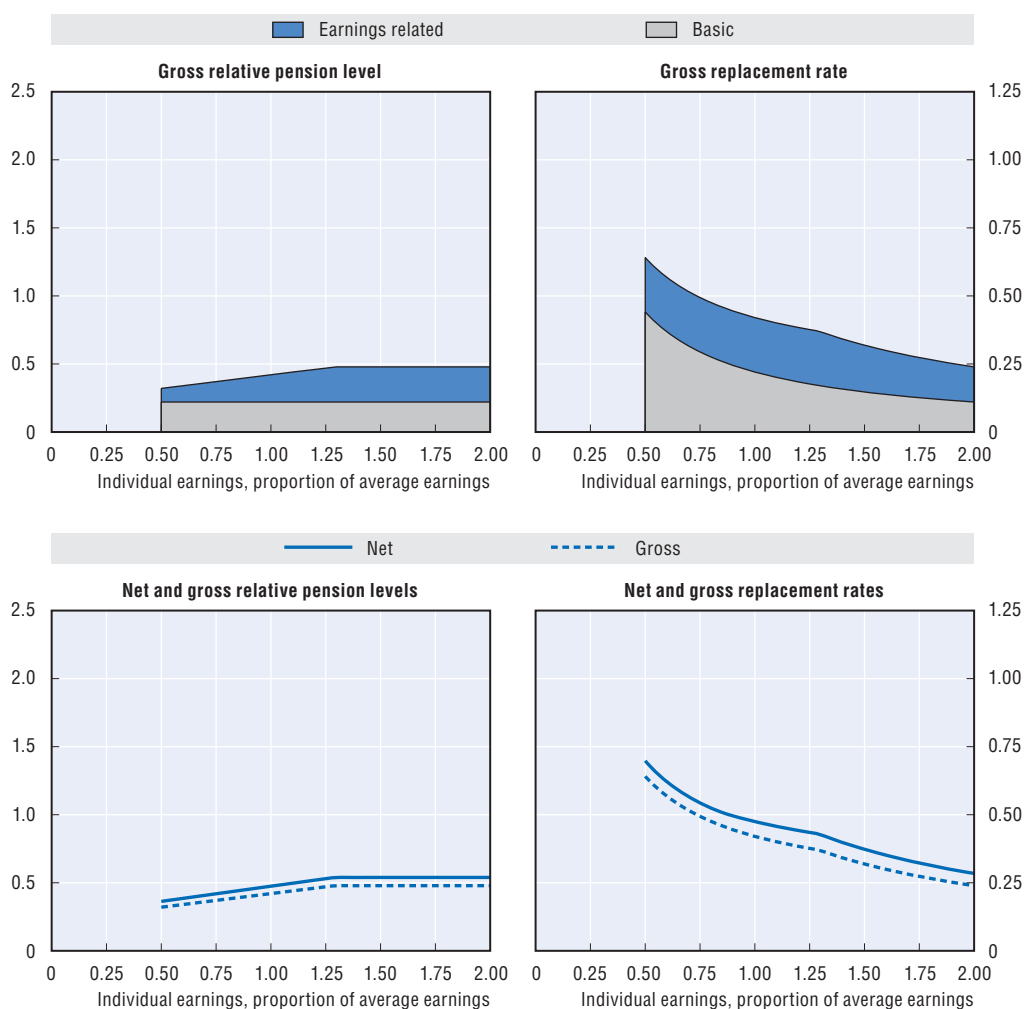 Earnings related Basic
Gross relative pension level
2.5
2.0
1.5
1.0
0.5
0
0 0.25 0.50 0.75 1.00 1.25 1.50 1.75 2.00
Individual earnings, proportion of average earnings
Gross replacement rate
1.25
1.00
0.75
0.50
0.25
0
0 0.25 0.50 0.75 1.00 1.25 1.50 1.75 2.00
Individual earnings, proportion of average earnings
Net Gross
Net and gross relative pension levels
2.5
2.0
1.5
1.0
0.5
0
0 0.25 0.50 0.75 1.00 1.25 1.50 1.75 2.00
Individual earnings, proportion of average earnings
Net and gross replacement rates
1.25
1.00
0.75
0.50
0.25
0
0 0.25 0.50 0.75 1.00 1.25 1.50 1.75 2.00
Individual earnings, proportion of average earnings